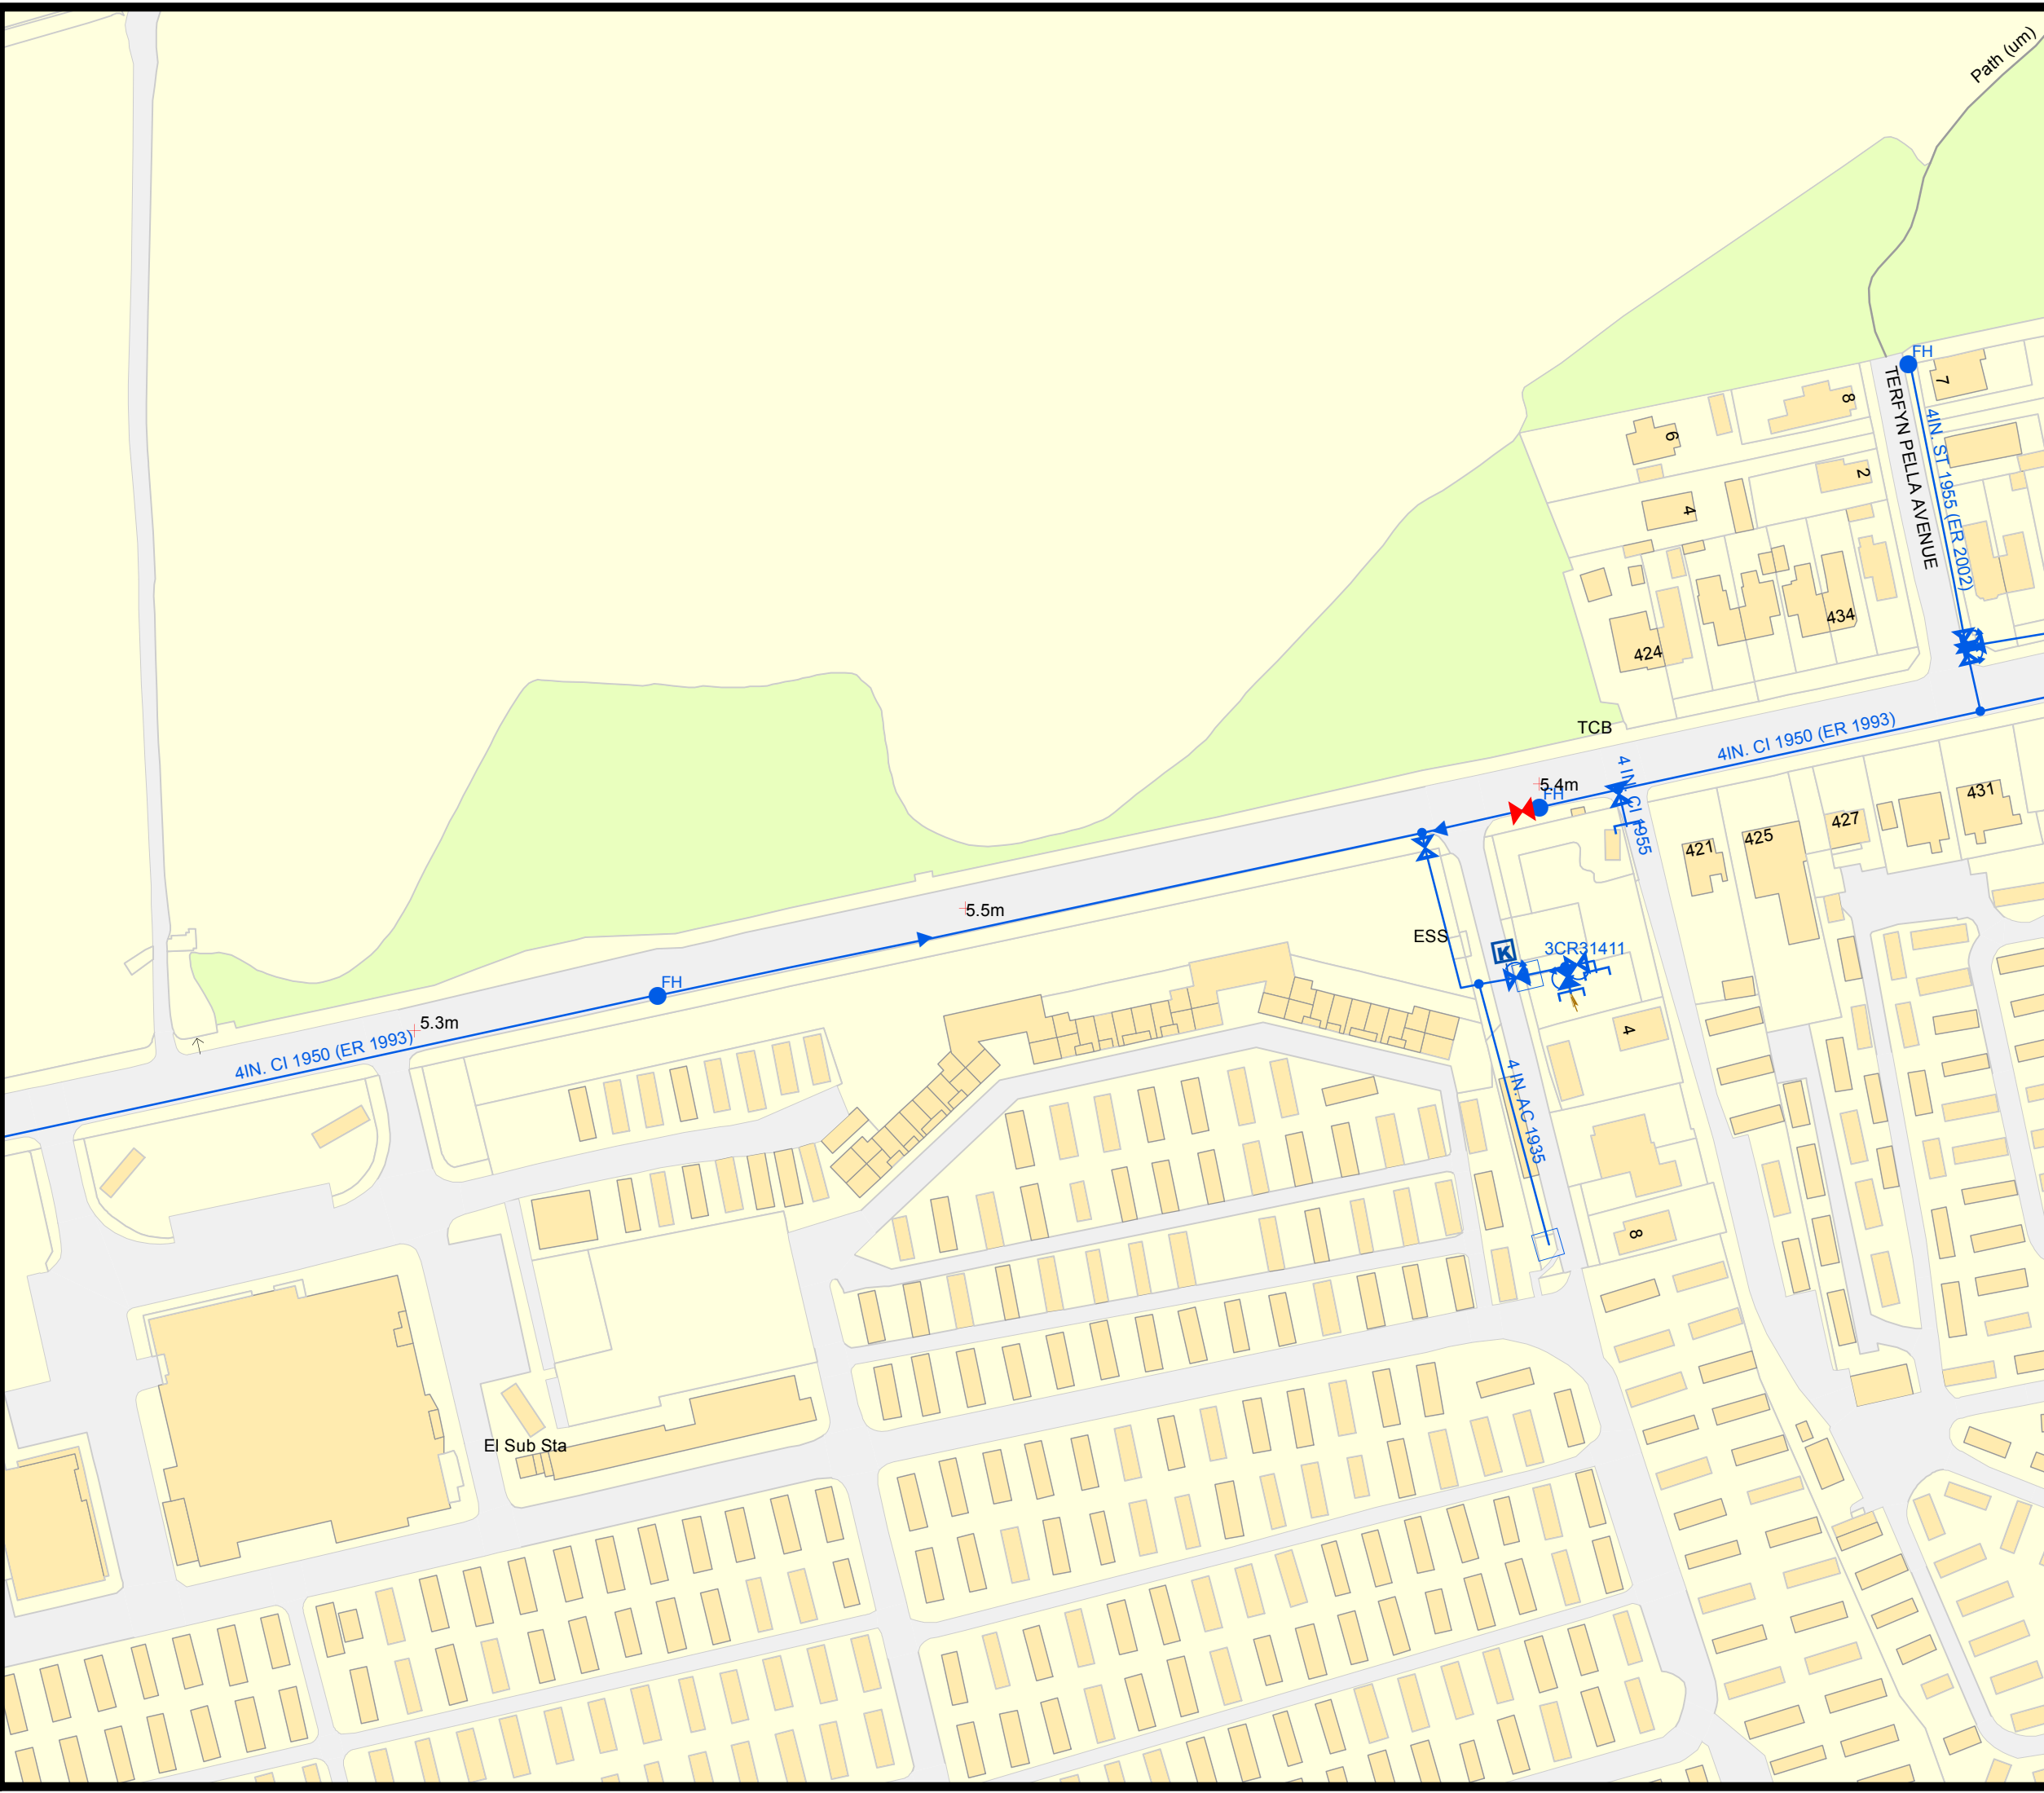 Path (um)
FH
7
8
6
2
4
TERFYN PELLA AVENUE
4IN. ST 1955 (ER 2002)
434
424
TCB
4IN. CI 1950 (ER 1993)
5.4m
FH
4 IN. CI 1955
431
427
425
421
5.5m
ESS
K
3CR31411
FH
5.3m
4IN. CI 1950 (ER 1993)
4
4 IN. AC 1935
8
El Sub Sta